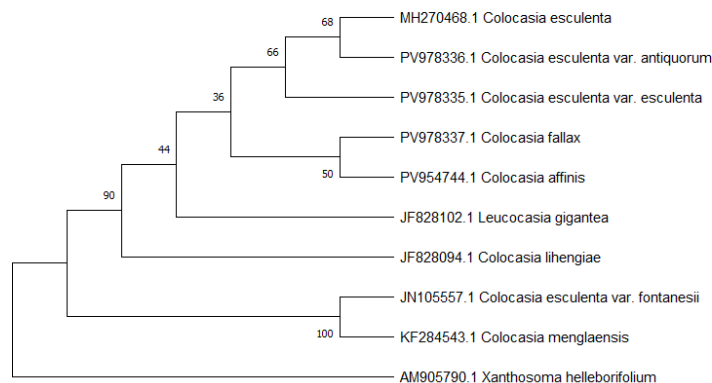 68
MH270468.1 Colocasia esculenta
66
PV978336.1 Colocasia esculenta var. antiquorum
36
PV978335.1 Colocasia esculenta var. esculenta
PV978337.1 Colocasia fallax
44
50
PV954744.1 Colocasia affinis
90
JF828102.1 Leucocasia gigantea
JF828094.1 Colocasia lihengiae
JN105557.1 Colocasia esculenta var. fontanesii
100
KF284543.1 Colocasia menglaensis
AM905790.1 Xanthosoma helleborifolium